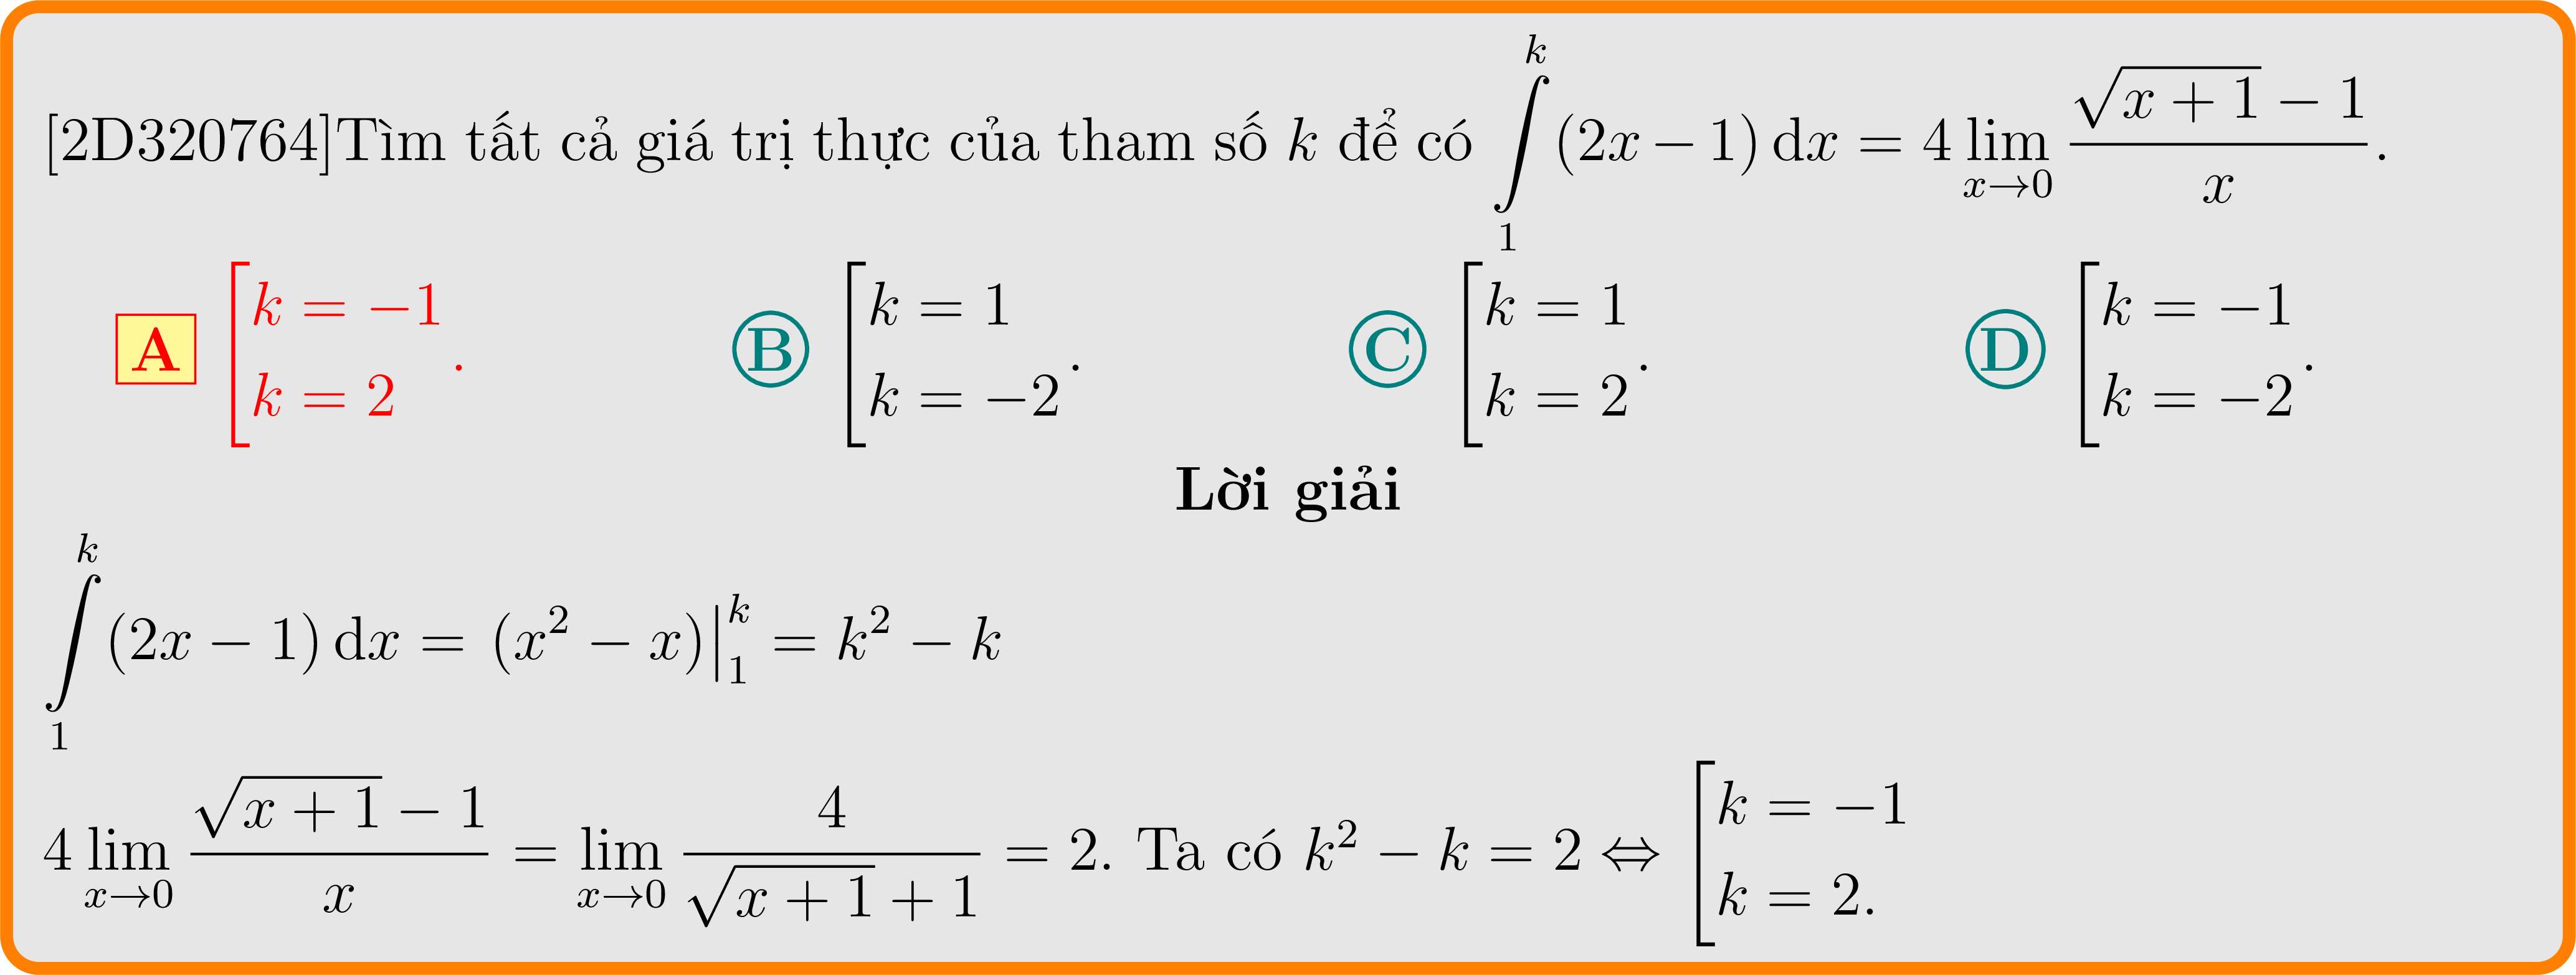 [2D320764]Tìm tất cả giá trị thực của tham số $k$ để có $\int\limits_1^k (2x-1)\,\mathrm{d}x = 4\lim\limits_{x\to 0}\dfrac{\sqrt{x+1}-1}{x}$.
A $\left[\begin{aligned}&k=-1\\&k=2\end{aligned}\right.$. B $\left[\begin{aligned}&k=1\\&k=-2\end{aligned}\right.$. C $\left[\begin{aligned}&k=1\\&k=2\end{aligned}\right.$. D $\left[\begin{aligned}&k=-1\\&k=-2\end{aligned}\right.$.
Lời giải
$\int\limits_1^k (2x-1)\,\mathrm{d}x = (x^2-x)\Big|_1^k = k^2-k$
$4\lim\limits_{x\to 0}\dfrac{\sqrt{x+1}-1}{x} = \lim\limits_{x\to 0}\dfrac{4}{\sqrt{x+1}+1} = 2$. Ta có $k^2-k=2 \Leftrightarrow \left[\begin{aligned}&k=-1\\&k=2.\end{aligned}\right.$